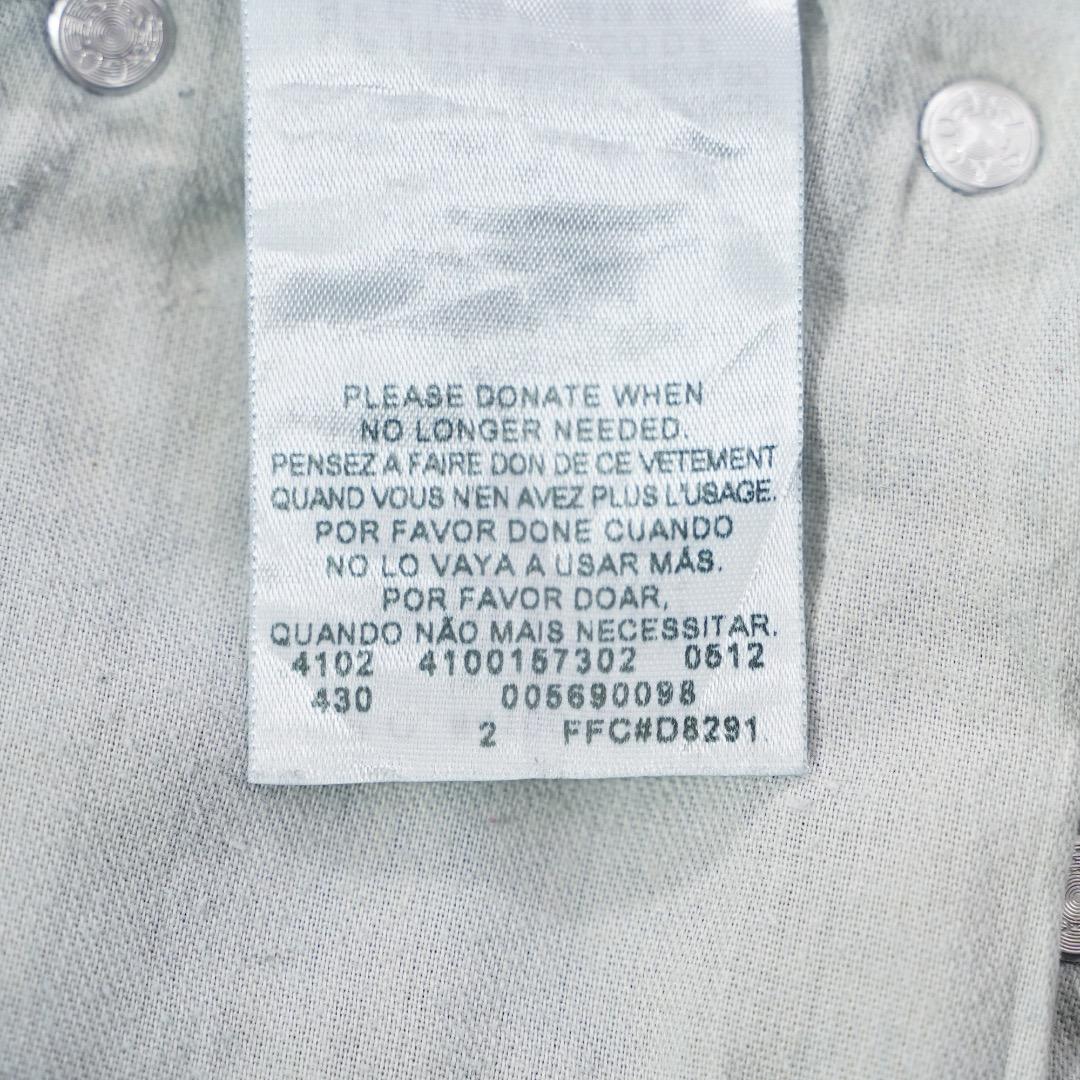 PLEASE DONATE WHEN
NO LONGER NEEDED.
PENSEZ A FAIRE DON DE CE VETEMENT
QUAND VOUS N'EN AVEZ PLUS L'USAGE.
POR FAVOR DONE CUANDO
NO LO VAYA A USAR MÁS.
POR FAVOR DOAR,
QUANDO NÃO MAIS NECESSITAR.
4102 4100157302 0512
430 005690098
2 FFC#D8291